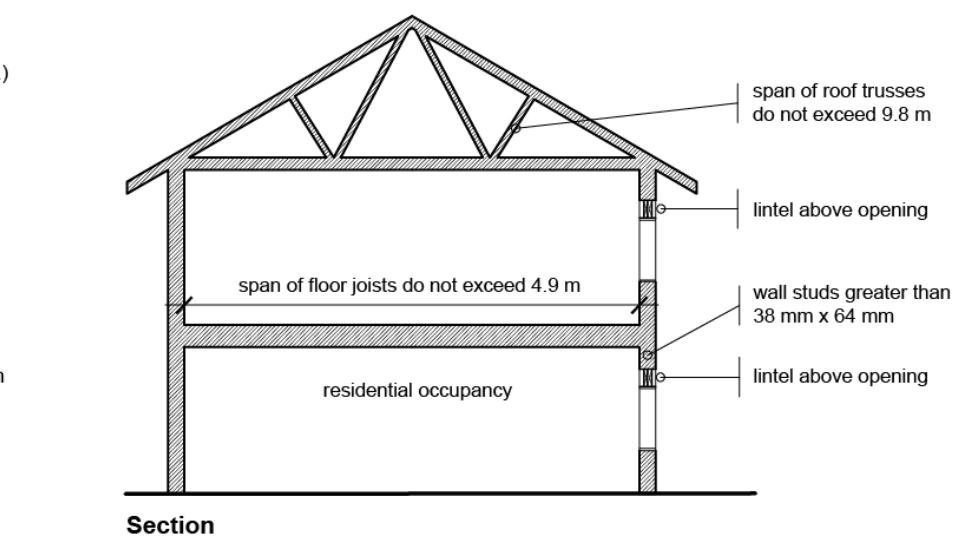 )
span of roof trusses
do not exceed 9.8 m
lintel above opening
span of floor joists do not exceed 4.9 m
wall studs greater than
38 mm x 64 mm
lintel above opening
residential occupancy
Section